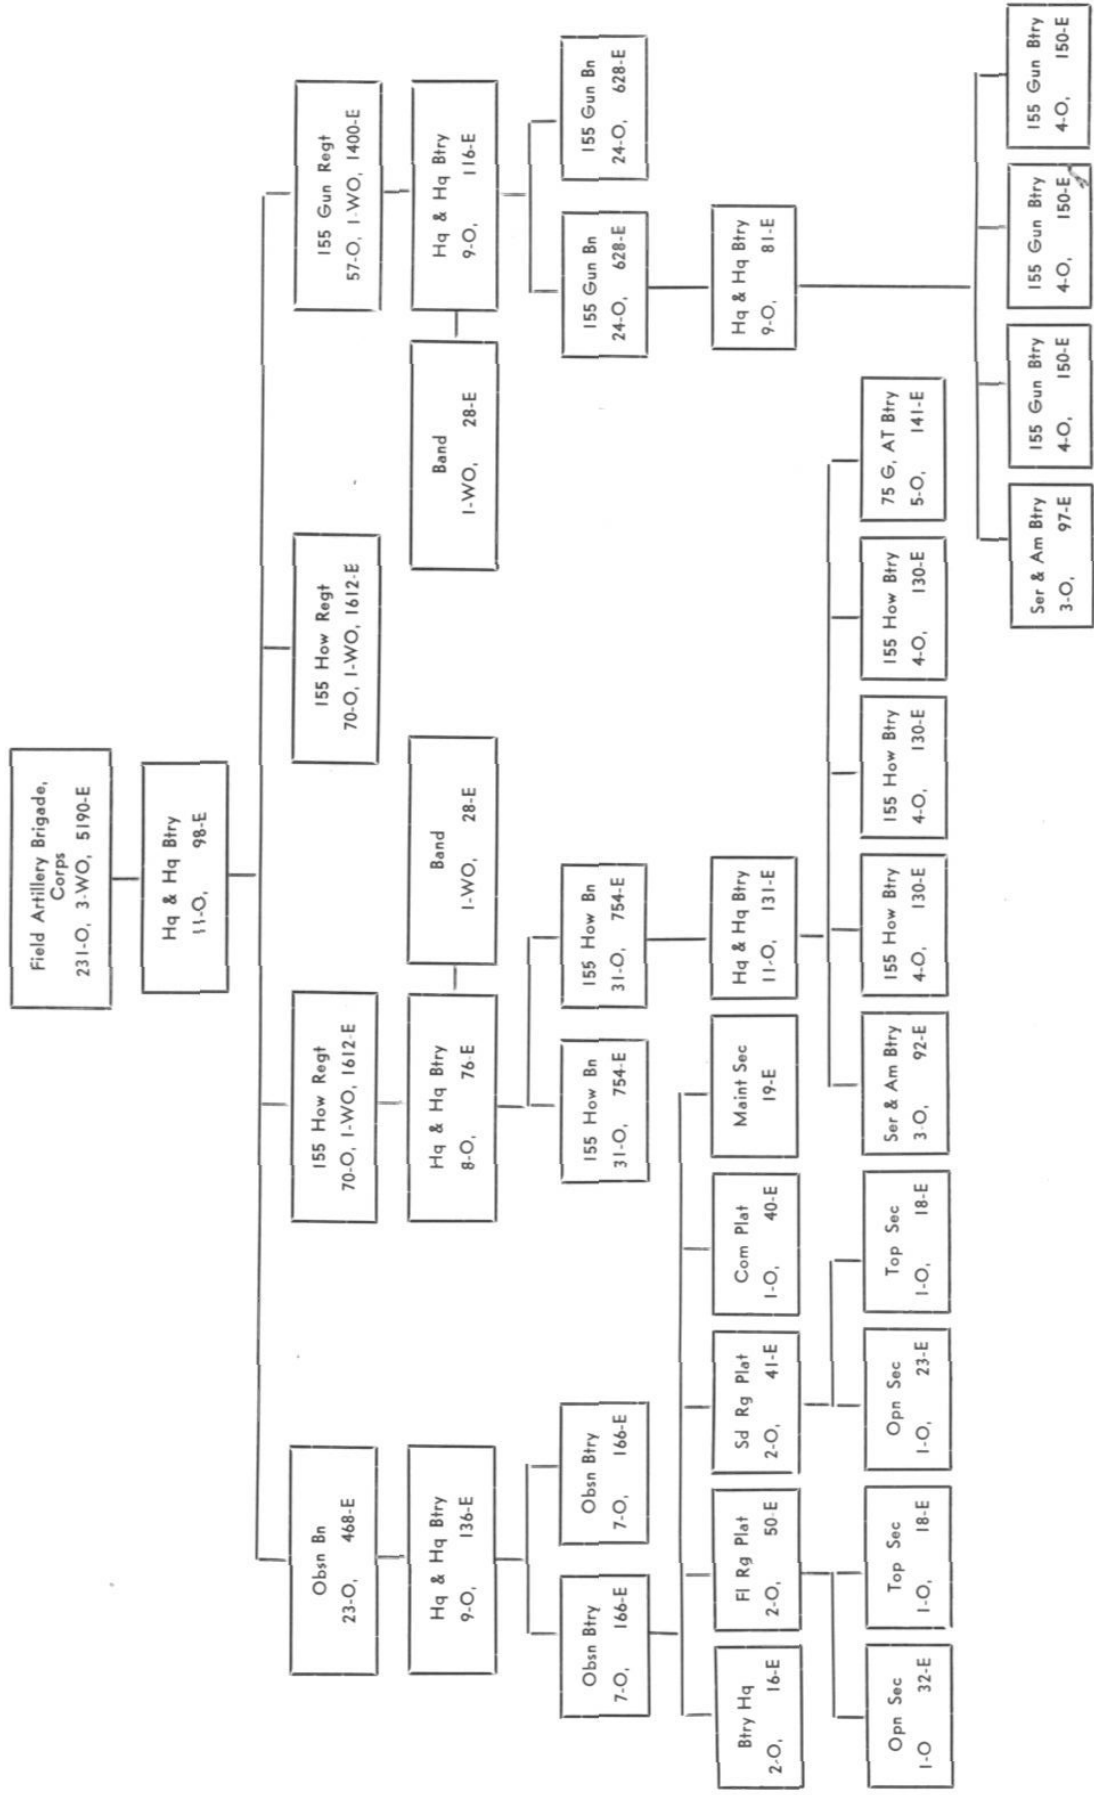 Field Artillery Brigade,
Corps
231-O, 3-WO, 5190-E
Hq & Hq Btry
11-O, 98-E
Obsn Bn
23-O, 468-E
155 How Regt
70-O, 1-WO, 1612-E
155 How Regt
70-O, 1-WO, 1612-E
155 Gun Regt
57-O, 1-WO, 1400-E
Hq & Hq Btry
9-O, 136-E
Hq & Hq Btry
8-O, 76-E
Band
1-WO, 28-E
Band
1-WO, 28-E
Hq & Hq Btry
9-O, 116-E
Obsn Btry
7-O, 166-E
Obsn Btry
7-O, 166-E
155 How Bn
31-O, 754-E
155 How Bn
31-O, 754-E
155 Gun Bn
24-O, 628-E
155 Gun Bn
24-O, 628-E
Btry Hq
2-O, 16-E
Fl Rg Plat
2-O, 50-E
Sd Rg Plat
2-O, 41-E
Com Plat
1-O, 40-E
Maint Sec
19-E
Hq & Hq Btry
11-O, 131-E
Hq & Hq Btry
9-O, 81-E
Opn Sec
1-O 32-E
Top Sec
1-O, 18-E
Opn Sec
1-O, 23-E
Top Sec
1-O, 18-E
Ser & Am Btry
3-O, 92-E
155 How Btry
4-O, 130-E
155 How Btry
4-O, 130-E
155 How Btry
4-O, 130-E
75 G, AT Btry
5-O, 141-E
Ser & Am Btry
3-O, 97-E
155 Gun Btry
4-O, 150-E
155 Gun Btry
4-O, 150-E
155 Gun Btry
4-O, 150-E